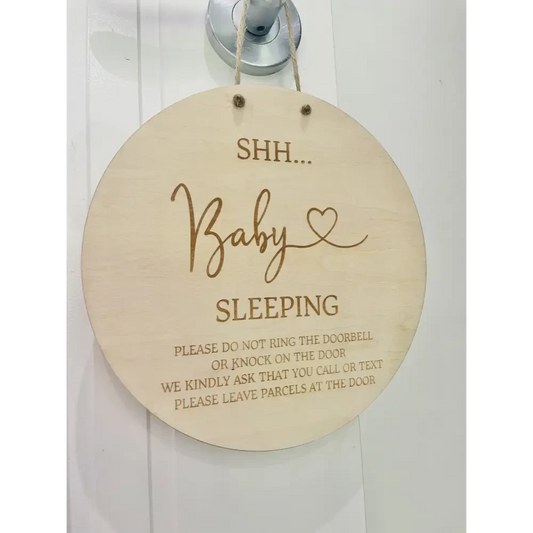 SHH...
Baby
SLEEPING
PLEASE DO NOT RING THE DOORBELL
OR KNOCK ON THE DOOR
WE KINDLY ASK THAT YOU CALL OR TEXT
PLEASE LEAVE PARCELS AT THE DOOR